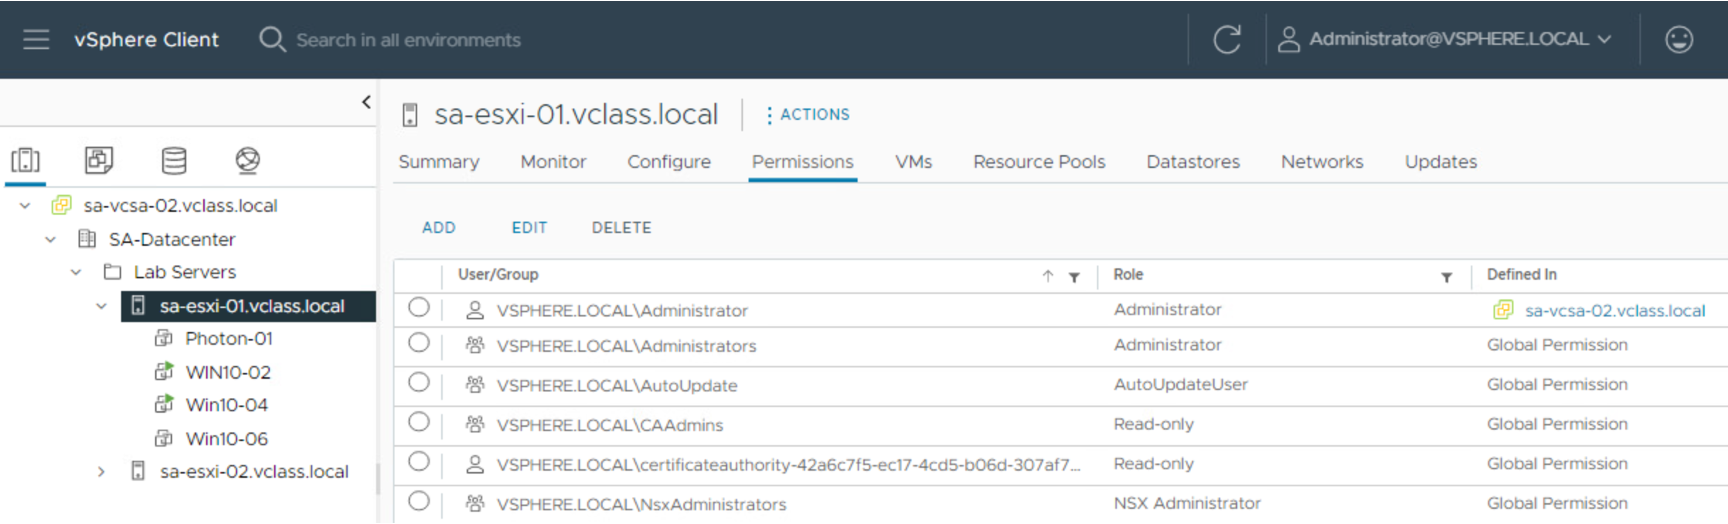 vSphere Client
Search in all environments
Administrator@VSPHERE.LOCAL
sa-esxi-01.vclass.local
ACTIONS
Summary Monitor Configure Permissions VMs Resource Pools Datastores Networks Updates
sa-vcsa-02.vclass.local
SA-Datacenter
Lab Servers
sa-esxi-01.vclass.local
Photon-01
WIN10-02
Win10-04
Win10-06
sa-esxi-02.vclass.local
ADD EDIT DELETE
User/Group Role Defined In
VSPHERE.LOCAL\Administrator Administrator sa-vcsa-02.vclass.local
VSPHERE.LOCAL\Administrators Administrator Global Permission
VSPHERE.LOCAL\AutoUpdate AutoUpdateUser Global Permission
VSPHERE.LOCAL\CAAdmins Read-only Global Permission
VSPHERE.LOCAL\certificateauthority-42a6c7f5-ec17-4cd5-b06d-307af7... Read-only Global Permission
VSPHERE.LOCAL\NsxAdministrators NSX Administrator Global Permission